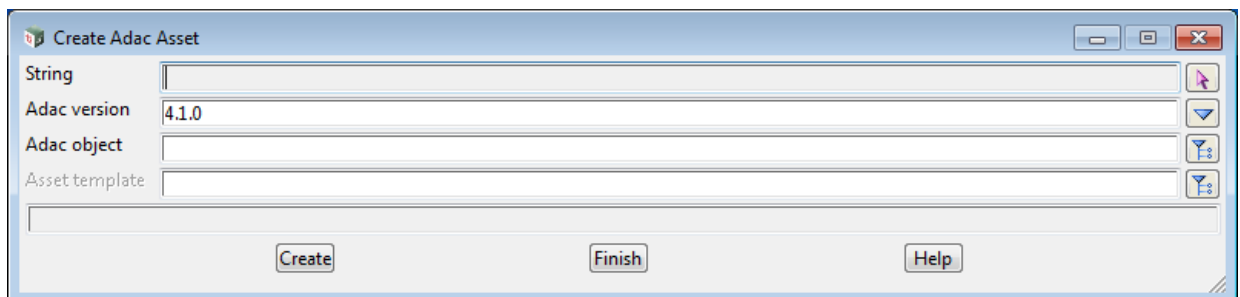 Create Adac Asset
String
Adac version 4.1.0
Adac object
Asset template
Create Finish Help